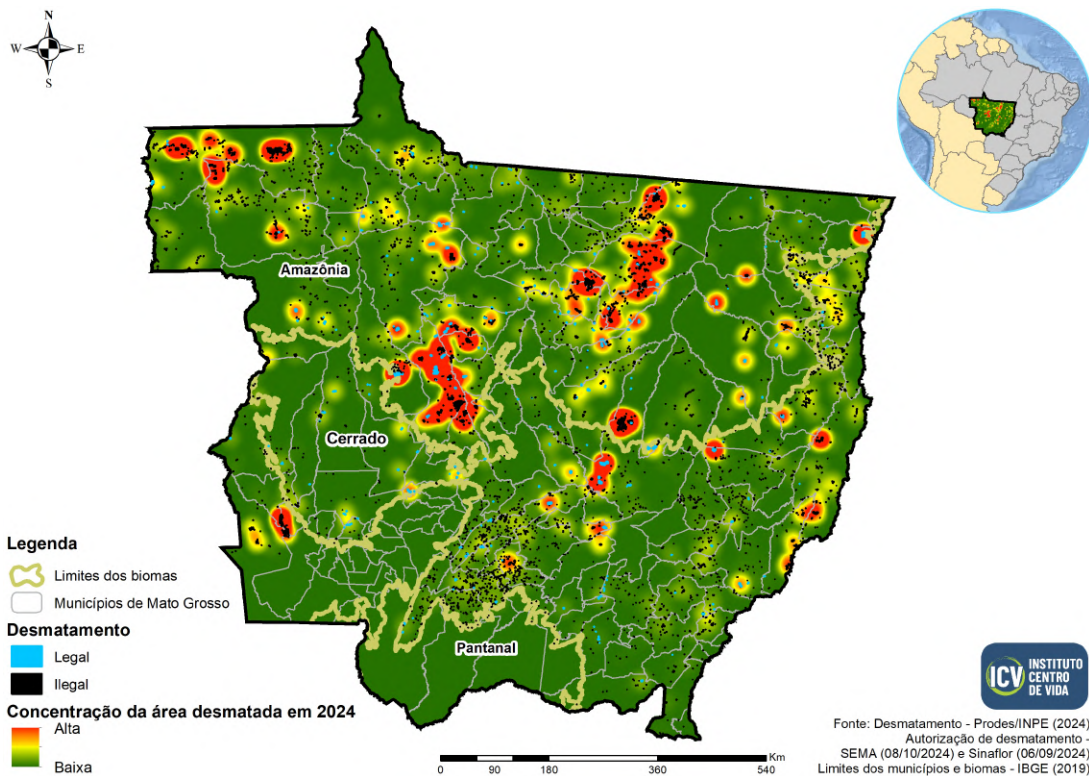 N
W E
S
Amazônia
Cerrado
Pantanal
Legenda
Limites dos biomas
Municípios de Mato Grosso
Desmatamento
Legal
Ilegal
Concentração da área desmatada em 2024
Alta
Baixa
Km
0 90 180 360 540
ICV INSTITUTO
CENTRO
DE VIDA
Fonte: Desmatamento - Prodes/INPE (2024)
Autorização de desmatamento -
SEMA (08/10/2024) e Sinaflor (06/09/2024)
Limites dos municípios e biomas - IBGE (2019)